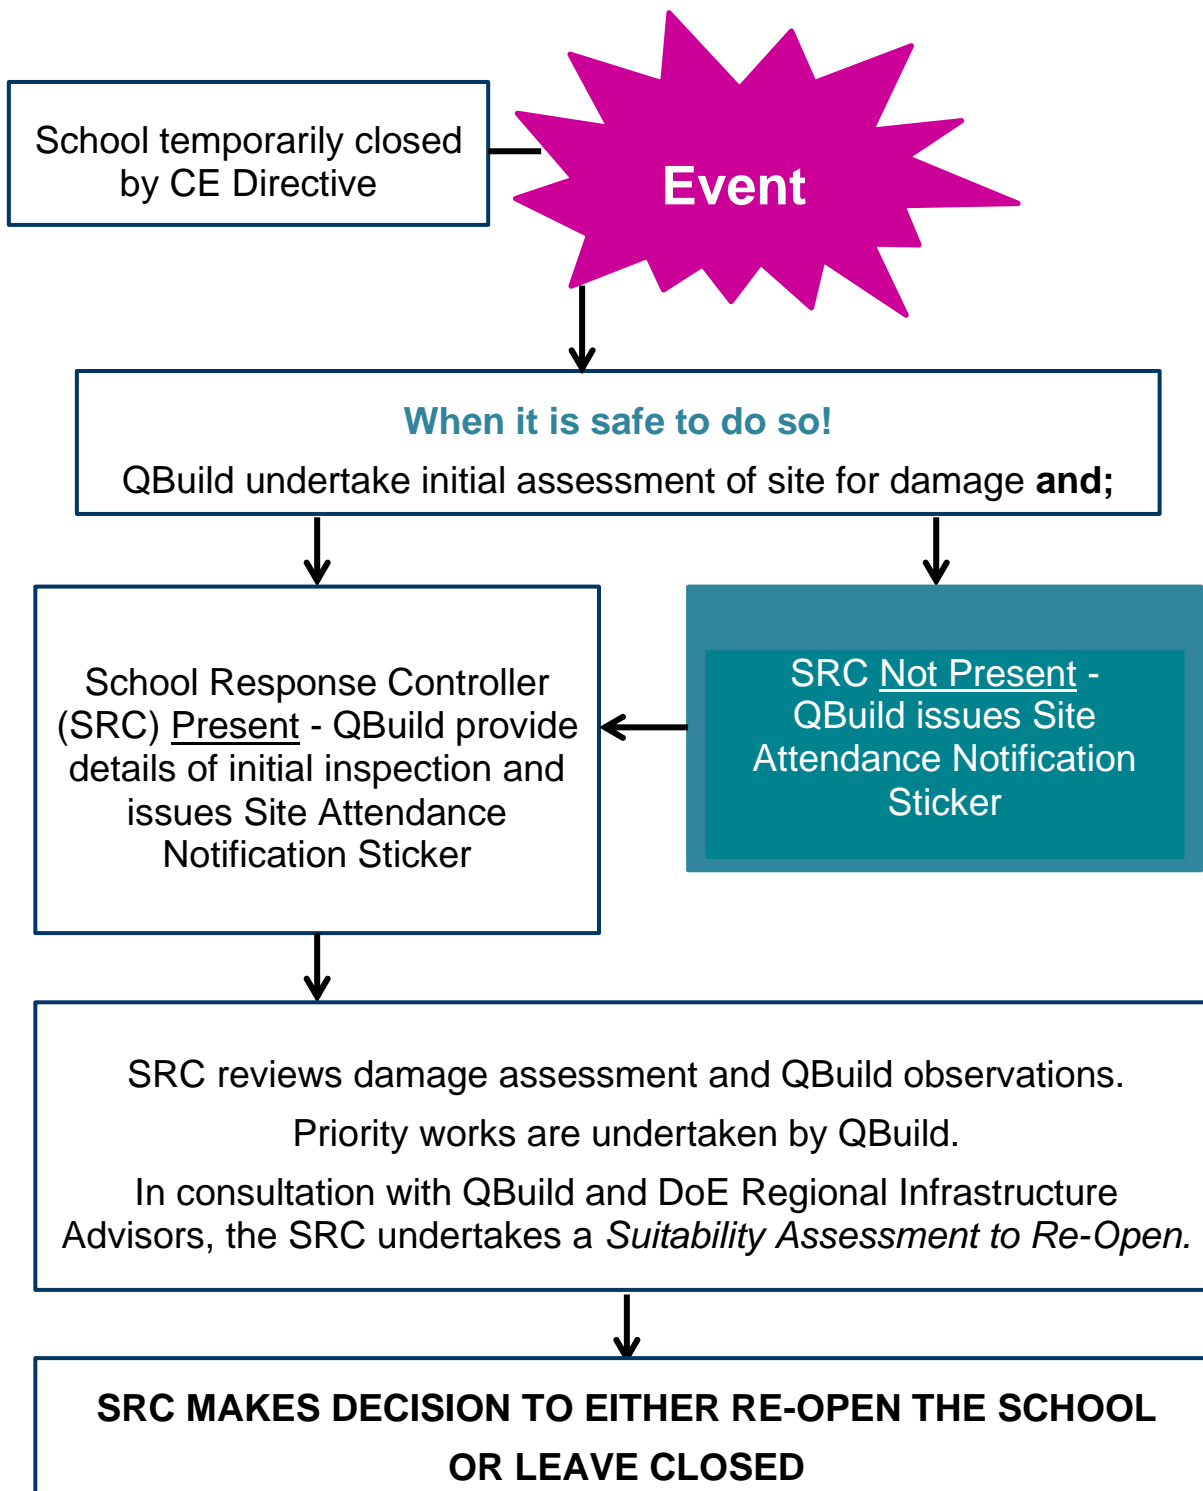 School temporarily closed
by CE Directive
Event
When it is safe to do so!
QBuild undertake initial assessment of site for damage and;
School Response Controller
(SRC) Present - QBuild provide
details of initial inspection and
issues Site Attendance
Notification Sticker
SRC Not Present -
QBuild issues Site
Attendance Notification
Sticker
SRC reviews damage assessment and QBuild observations.
Priority works are undertaken by QBuild.
In consultation with QBuild and DoE Regional Infrastructure
Advisors, the SRC undertakes a Suitability Assessment to Re-Open.
SRC MAKES DECISION TO EITHER RE-OPEN THE SCHOOL
OR LEAVE CLOSED